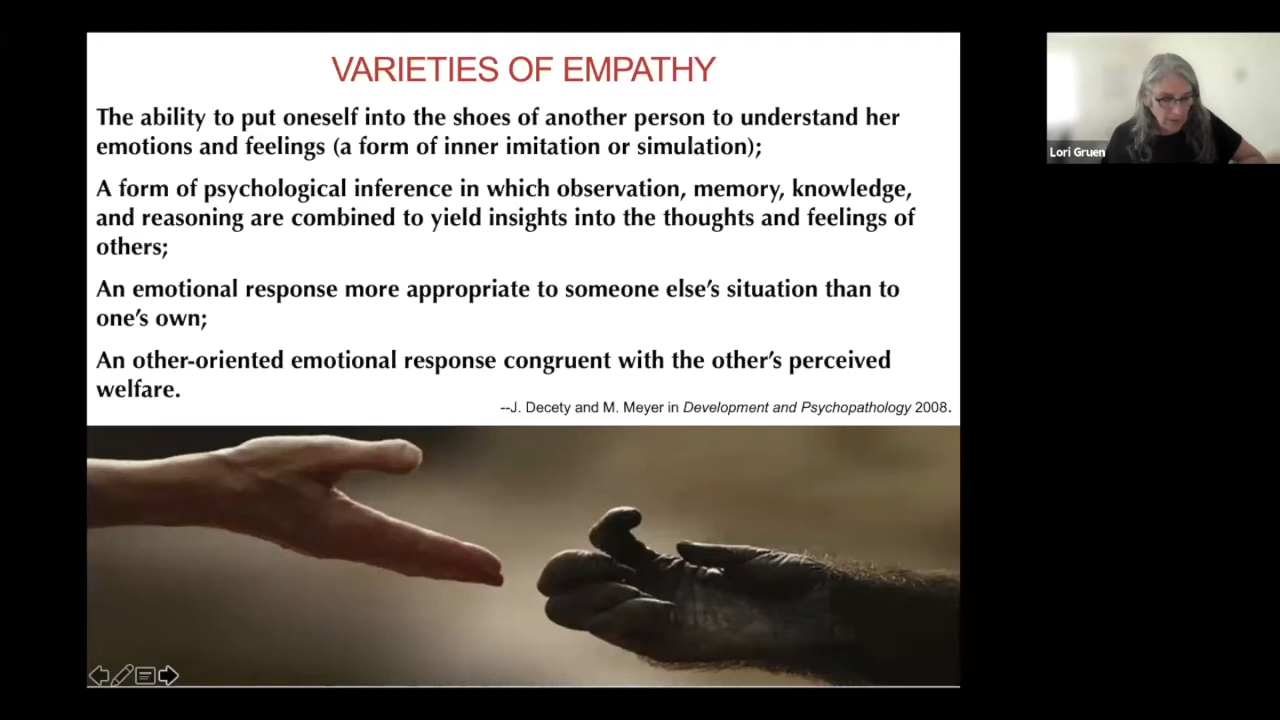 VARIETIES OF EMPATHY
The ability to put oneself into the shoes of another person to understand her
emotions and feelings (a form of inner imitation or simulation);
A form of psychological inference in which observation, memory, knowledge,
and reasoning are combined to yield insights into the thoughts and feelings of
others;
An emotional response more appropriate to someone else’s situation than to
one’s own;
An other-oriented emotional response congruent with the other’s perceived
welfare.
--J. Decety and M. Meyer in Development and Psychopathology 2008.
Lori Gruen